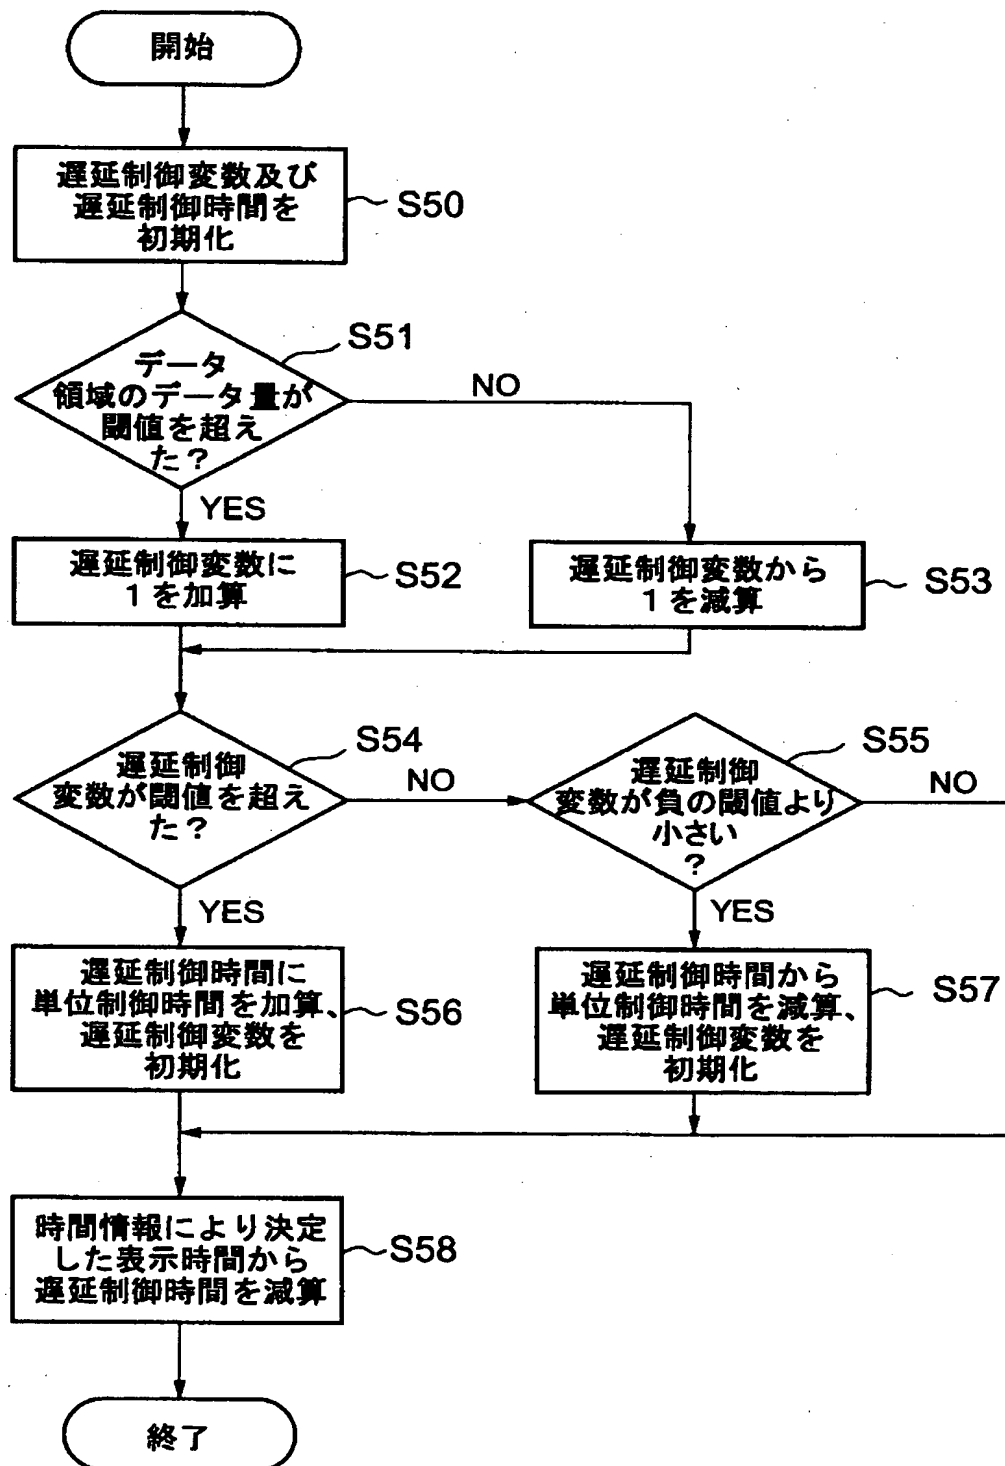 開始
遅延制御変数及び
遅延制御時間を
初期化
S50
S51
データ
領域のデータ量が
閾値を超え
た?
NO
YES
遅延制御変数に
1を加算
S52
遅延制御変数から
1を減算
S53
S54
遅延制御
変数が閾値を超え
た?
NO
S55
遅延制御
変数が負の閾値より
小さい
?
NO
YES
YES
遅延制御時間に
単位制御時間を加算、
遅延制御変数を
初期化
S56
遅延制御時間から
単位制御時間を減算、
遅延制御変数を
初期化
S57
時間情報により決定
した表示時間から
遅延制御時間を減算
S58
終了